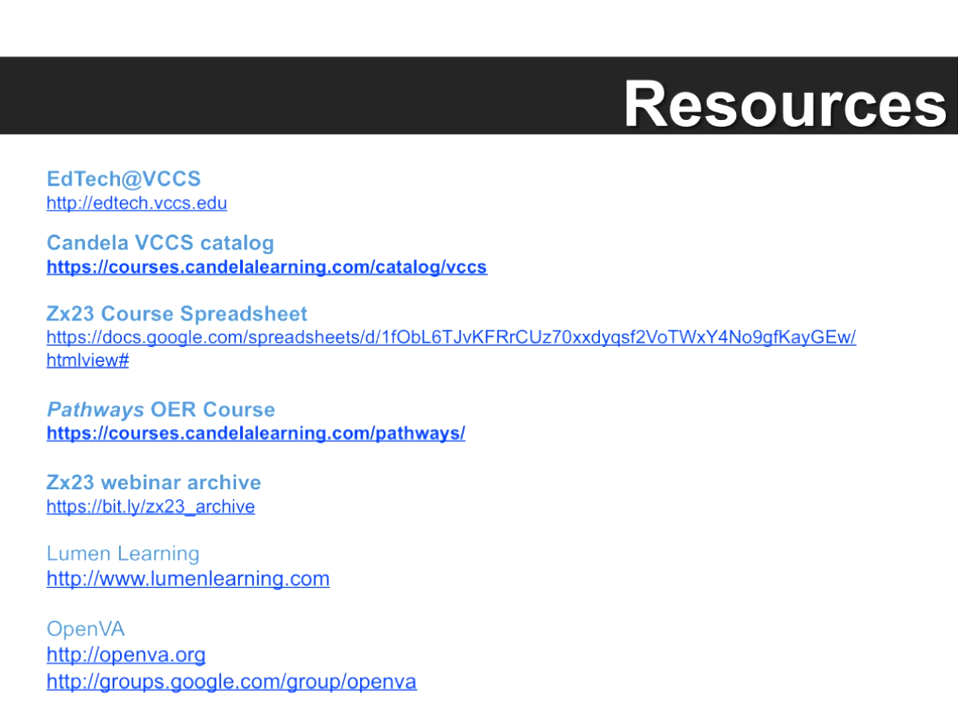 Resources
EdTech@VCCS
http://edtech.vccs.edu
Candela VCCS catalog
https://courses.candelalearning.com/catalog/vccs
Zx23 Course Spreadsheet
https://docs.google.com/spreadsheets/d/1fObL6TJvKFRrCUz70xxdyqsf2VoTWxY4No9gfKayGEw/
htmlview#
Pathways OER Course
https://courses.candelalearning.com/pathways/
Zx23 webinar archive
https://bit.ly/zx23_archive
Lumen Learning
http://www.lumenlearning.com
OpenVA
http://openva.org
http://groups.google.com/group/openva